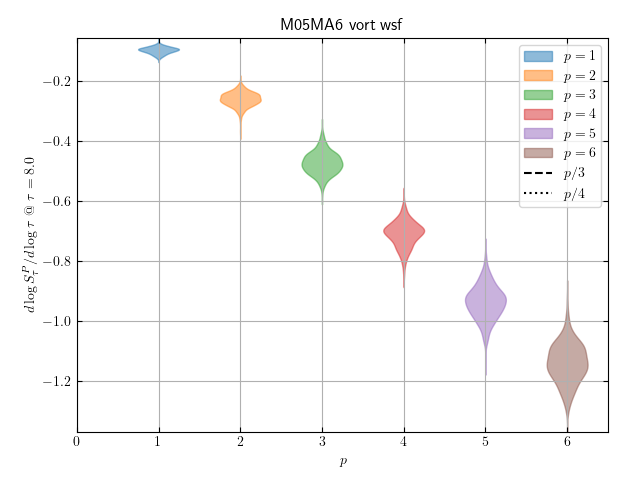 M05MA6 vort wsf
d log S_τ^P / d log τ @ τ = 8.0
−0.2
−0.4
−0.6
−0.8
−1.0
−1.2
0 1 2 3 4 5 6
p
p = 1
p = 2
p = 3
p = 4
p = 5
p = 6
p/3
p/4